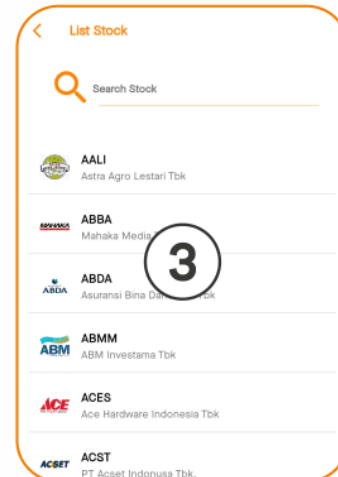 List Stock
Search Stock
AALI
Astra Agro Lestari Tbk
MAHAKA
ABBA
Mahaka Media
3
ABDA
ABDA
Asuransi Bina Tbk
ABM
ABMM
ABM Investama Tbk
ACE
ACES
Ace Hardware Indonesia Tbk
ACSET
ACST
PT Acset Indonusa Tbk.